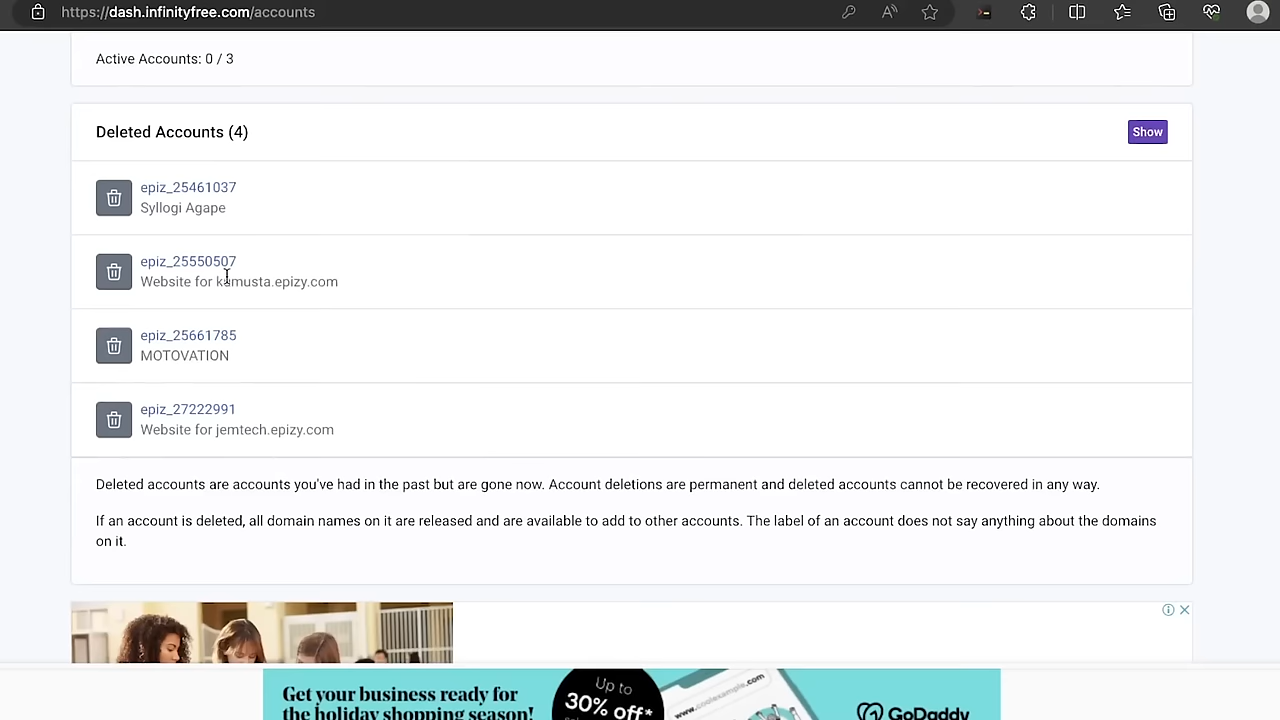 https://dash.infinityfree.com/accounts
Active Accounts: 0 / 3
Deleted Accounts (4)
Show
epiz_25461037
Syllogi Agape
epiz_25550507
Website for kamusta.epizy.com
epiz_25661785
MOTOVATION
epiz_27222991
Website for jemtech.epizy.com
Deleted accounts are accounts you've had in the past but are gone now. Account deletions are permanent and deleted accounts cannot be recovered in any way.
If an account is deleted, all domain names on it are released and are available to add to other accounts. The label of an account does not say anything about the domains
on it.
Get your business ready for
the holiday shopping season!
Up to
30% off*
www.coolexample.com
GoDaddy